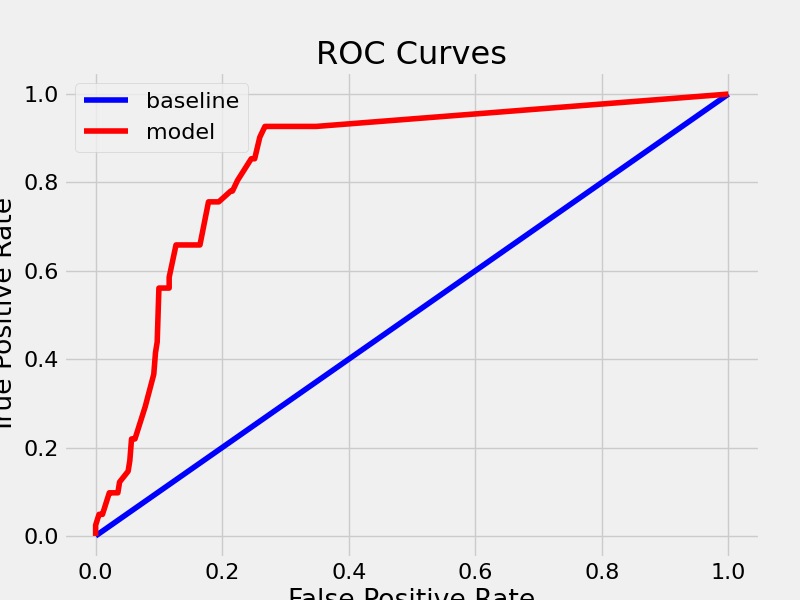 ROC Curves
baseline
model
True Positive Rate
1.0
0.8
0.6
0.4
0.2
0.0
0.0 0.2 0.4 0.6 0.8 1.0
False Positive Rate